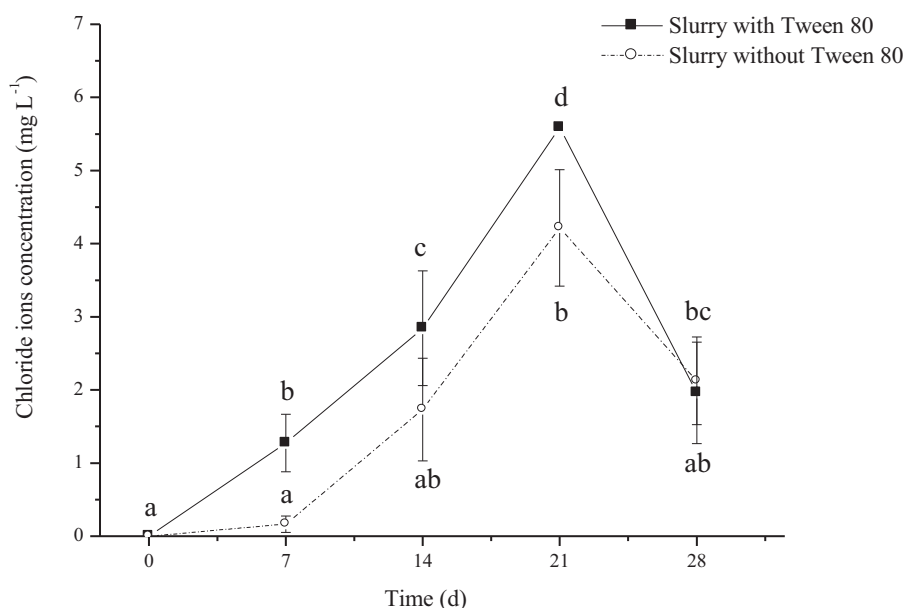 7
Slurry with Tween 80
Slurry without Tween 80
6
d
5
c
4
b
bc
3
b
2
ab
ab
1
a
a
0
0 7 14 21 28
Chloride ions concentration (mg L⁻¹)
Time (d)